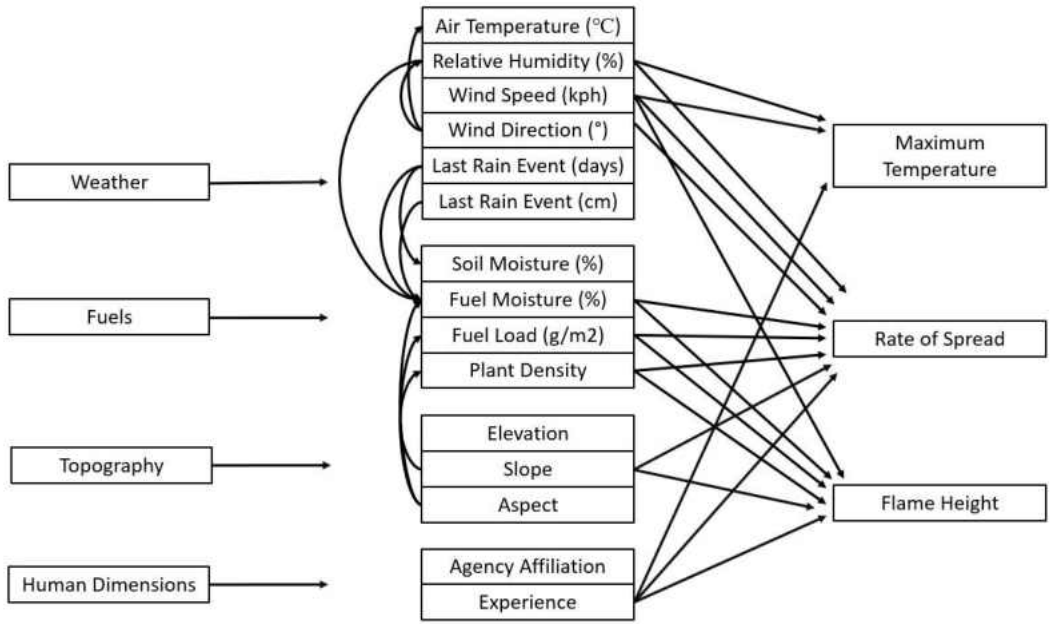 Weather
Fuels
Topography
Human Dimensions
Air Temperature (℃)
Relative Humidity (%)
Wind Speed (kph)
Wind Direction (°)
Last Rain Event (days)
Last Rain Event (cm)
Soil Moisture (%)
Fuel Moisture (%)
Fuel Load (g/m2)
Plant Density
Elevation
Slope
Aspect
Agency Affiliation
Experience
Maximum
Temperature
Rate of Spread
Flame Height